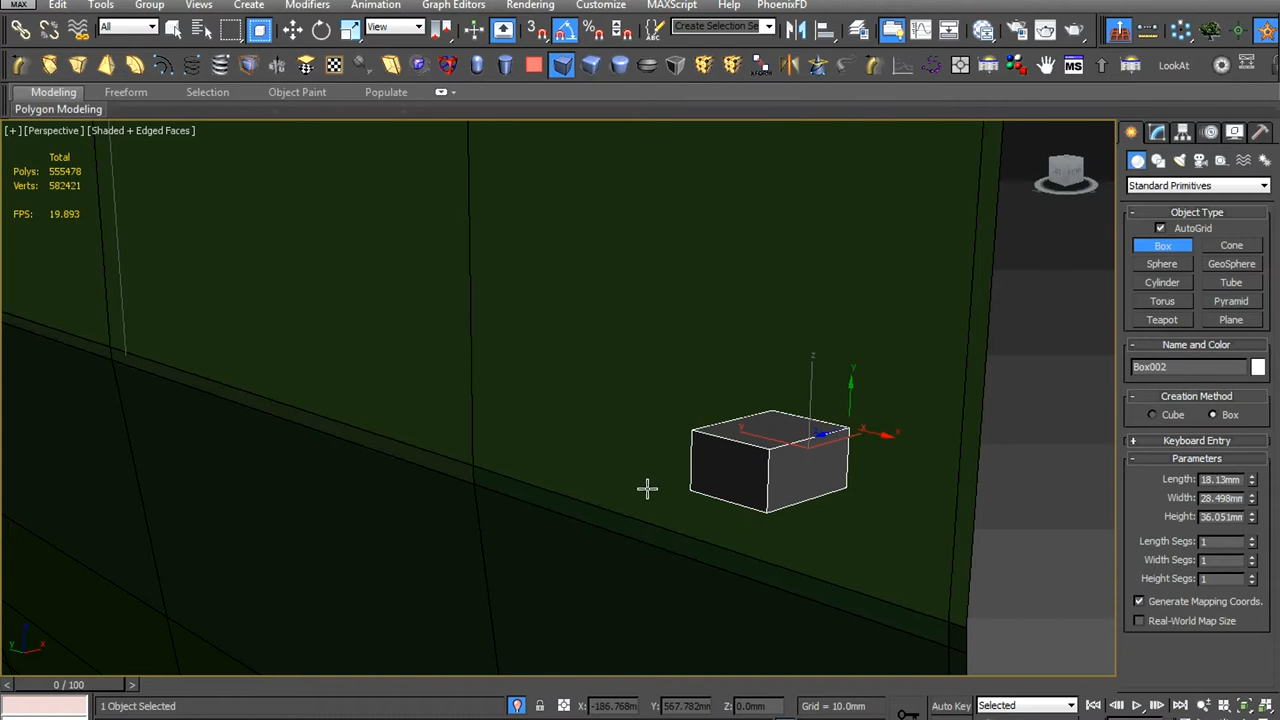 MAX Edit Tools Group Views Create Modifiers Animation Graph Editors Rendering Customize MAXScript Help PhoenixFD
All View 3 Create Selection Se
XFORM MS LookAt
Modeling Freeform Selection Object Paint Populate
Polygon Modeling
[+] [Perspective] [Shaded + Edged Faces]
Total
Polys: 555478
Verts: 582421
FPS: 19.893
z
y
x
y
x
y x
Standard Primitives
- Object Type
AutoGrid
Box Cone
Sphere GeoSphere
Cylinder Tube
Torus Pyramid
Teapot Plane
- Name and Color
Box002
- Creation Method
Cube Box
+ Keyboard Entry
- Parameters
Length: 18.13mm
Width: 28.498mm
Height: 36.051mm
Length Segs: 1
Width Segs: 1
Height Segs: 1
Generate Mapping Coords.
Real-World Map Size
< 0 / 100 >
1 Object Selected X: -186.768m Y: 567.782m Z: 0.0mm Grid = 10.0mm Auto Key Selected